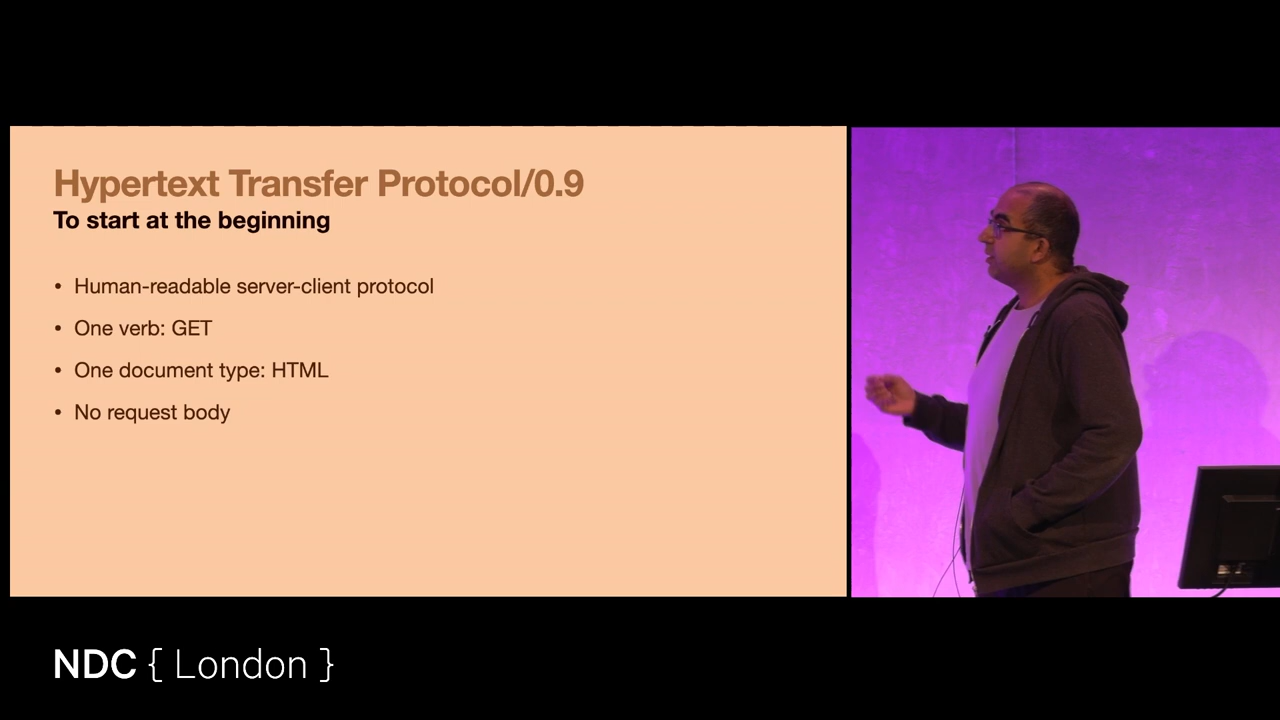 Hypertext Transfer Protocol/0.9
To start at the beginning
• Human-readable server-client protocol
• One verb: GET
• One document type: HTML
• No request body
NDC { London }